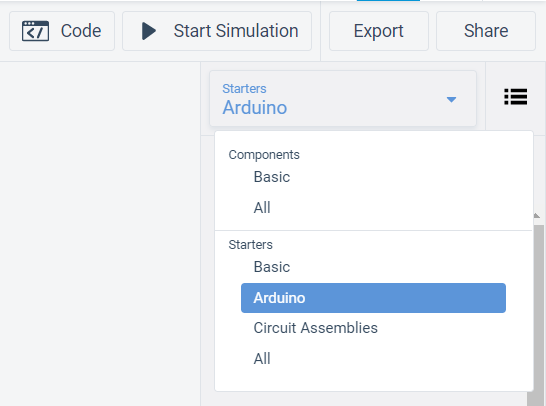 Code
Start Simulation
Export
Share
Starters
Arduino
Components
Basic
All
Starters
Basic
Arduino
Circuit Assemblies
All